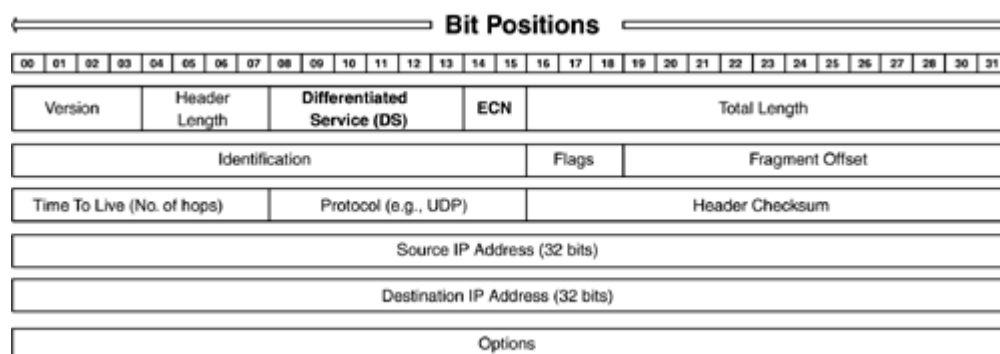 Bit Positions
00 01 02 03 04 05 06 07 08 09 10 11 12 13 14 15 16 17 18 19 20 21 22 23 24 25 26 27 28 30 31
Version Header Length Differentiated Service (DS) ECN Total Length
Identification Flags Fragment Offset
Time To Live (No. of hops) Protocol (e.g., UDP) Header Checksum
Source IP Address (32 bits)
Destination IP Address (32 bits)
Options